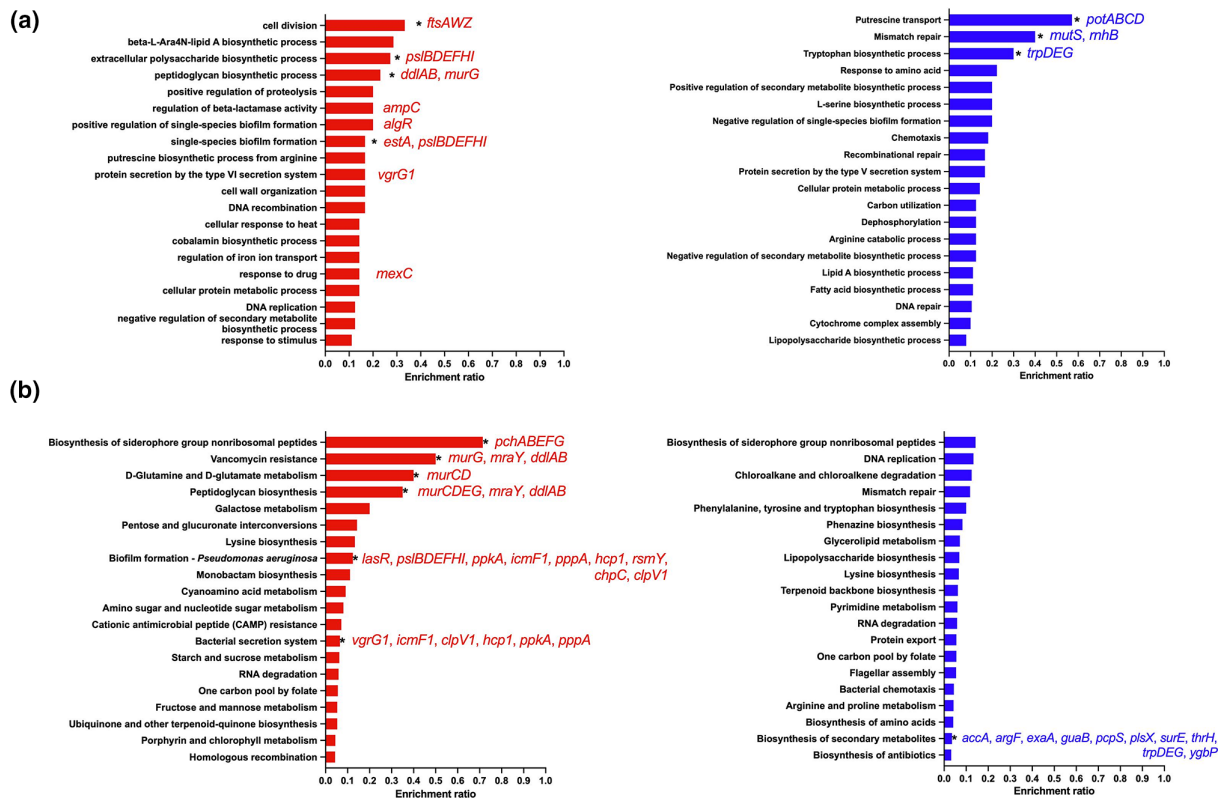 (a)
cell division
* ftsAWZ
beta-L-Ara4N-lipid A biosynthetic process
extracellular polysaccharide biosynthetic process
* pslBDEFHI
peptidoglycan biosynthetic process
* ddlAB, murG
positive regulation of proteolysis
regulation of beta-lactamase activity
ampC
positive regulation of single-species biofilm formation
algR
single-species biofilm formation
* estA, pslBDEFHI
putrescine biosynthetic process from arginine
protein secretion by the type VI secretion system
vgrG1
cell wall organization
DNA recombination
cellular response to heat
cobalamin biosynthetic process
regulation of iron ion transport
response to drug
mexC
cellular protein metabolic process
DNA replication
negative regulation of secondary metabolite
biosynthetic process
response to stimulus
0.0 0.1 0.2 0.3 0.4 0.5 0.6 0.7 0.8 0.9 1.0
Enrichment ratio
Putrescine transport
* potABCD
Mismatch repair
* mutS, rnhB
Tryptophan biosynthetic process
* trpDEG
Response to amino acid
Positive regulation of secondary metabolite biosynthetic process
L-serine biosynthetic process
Negative regulation of single-species biofilm formation
Chemotaxis
Recombinational repair
Protein secretion by the type V secretion system
Cellular protein metabolic process
Carbon utilization
Dephosphorylation
Arginine catabolic process
Negative regulation of secondary metabolite biosynthetic process
Lipid A biosynthetic process
Fatty acid biosynthetic process
DNA repair
Cytochrome complex assembly
Lipopolysaccharide biosynthetic process
0.0 0.1 0.2 0.3 0.4 0.5 0.6 0.7 0.8 0.9 1.0
Enrichment ratio
(b)
Biosynthesis of siderophore group nonribosomal peptides
* pchABEFG
Vancomycin resistance
* murG, mraY, ddlAB
D-Glutamine and D-glutamate metabolism
* murCD
Peptidoglycan biosynthesis
* murCDEG, mraY, ddlAB
Galactose metabolism
Pentose and glucuronate interconversions
Lysine biosynthesis
Biofilm formation - Pseudomonas aeruginosa
* lasR, pslBDEFHI, ppkA, icmF1, pppA, hcp1, rsmY,
chpC, clpV1
Monobactam biosynthesis
Cyanoamino acid metabolism
Amino sugar and nucleotide sugar metabolism
Cationic antimicrobial peptide (CAMP) resistance
Bacterial secretion system
* vgrG1, icmF1, clpV1, hcp1, ppkA, pppA
Starch and sucrose metabolism
RNA degradation
One carbon pool by folate
Fructose and mannose metabolism
Ubiquinone and other terpenoid-quinone biosynthesis
Porphyrin and chlorophyll metabolism
Homologous recombination
0.0 0.1 0.2 0.3 0.4 0.5 0.6 0.7 0.8 0.9 1.0
Enrichment ratio
Biosynthesis of siderophore group nonribosomal peptides
DNA replication
Chloroalkane and chloroalkene degradation
Mismatch repair
Phenylalanine, tyrosine and tryptophan biosynthesis
Phenazine biosynthesis
Glycerolipid metabolism
Lipopolysaccharide biosynthesis
Lysine biosynthesis
Terpenoid backbone biosynthesis
Pyrimidine metabolism
RNA degradation
Protein export
One carbon pool by folate
Flagellar assembly
Bacterial chemotaxis
Arginine and proline metabolism
Biosynthesis of amino acids
Biosynthesis of secondary metabolites
* accA, argF, exaA, guaB, pcpS, plsX, surE, thrH,
trpDEG, ygbP
Biosynthesis of antibiotics
0.0 0.1 0.2 0.3 0.4 0.5 0.6 0.7 0.8 0.9 1.0
Enrichment ratio